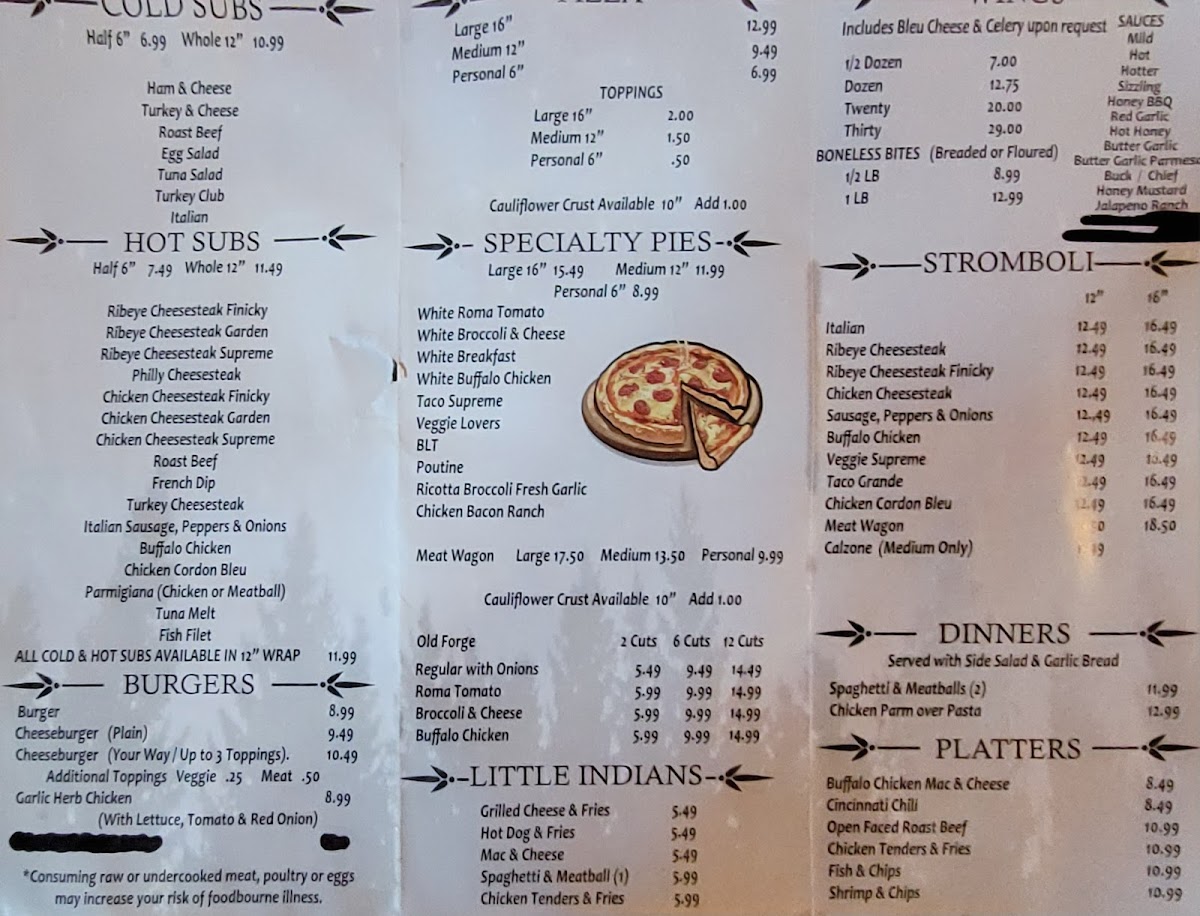 COLD SUBS
Half 6" 6.99 Whole 12" 10.99
Ham & Cheese
Turkey & Cheese
Roast Beef
Egg Salad
Tuna Salad
Turkey Club
Italian
HOT SUBS
Half 6" 7.49 Whole 12" 11.49
Ribeye Cheesesteak Finicky
Ribeye Cheesesteak Garden
Ribeye Cheesesteak Supreme
Philly Cheesesteak
Chicken Cheesesteak Finicky
Chicken Cheesesteak Garden
Chicken Cheesesteak Supreme
Roast Beef
French Dip
Turkey Cheesesteak
Italian Sausage, Peppers & Onions
Buffalo Chicken
Chicken Cordon Bleu
Parmigiana (Chicken or Meatball)
Tuna Melt
Fish Filet
ALL COLD & HOT SUBS AVAILABLE IN 12" WRAP 11.99
BURGERS
Burger 8.99
Cheeseburger (Plain) 9.49
Cheeseburger (Your Way / Up to 3 Toppings). 10.49
Additional Toppings Veggie .25 Meat .50
Garlic Herb Chicken 8.99
(With Lettuce, Tomato & Red Onion)
*Consuming raw or undercooked meat, poultry or eggs
may increase your risk of foodbourne illness.
Large 16" 12.99
Medium 12" 9.49
Personal 6" 6.99
TOPPINGS
Large 16" 2.00
Medium 12" 1.50
Personal 6" .50
Cauliflower Crust Available 10" Add 1.00
SPECIALTY PIES
Large 16" 15.49 Medium 12" 11.99
Personal 6" 8.99
White Roma Tomato
White Broccoli & Cheese
White Breakfast
White Buffalo Chicken
Taco Supreme
Veggie Lovers
BLT
Poutine
Ricotta Broccoli Fresh Garlic
Chicken Bacon Ranch
Meat Wagon Large 17.50 Medium 13.50 Personal 9.99
Cauliflower Crust Available 10" Add 1.00
Old Forge 2 Cuts 6 Cuts 12 Cuts
Regular with Onions 5.49 9.49 14.49
Roma Tomato 5.99 9.99 14.99
Broccoli & Cheese 5.99 9.99 14.99
Buffalo Chicken 5.99 9.99 14.99
LITTLE INDIANS
Grilled Cheese & Fries 5.49
Hot Dog & Fries 5.49
Mac & Cheese 5.49
Spaghetti & Meatball (1) 5.99
Chicken Tenders & Fries 5.99
WINGS
Includes Bleu Cheese & Celery upon request
1/2 Dozen 7.00
Dozen 12.75
Twenty 20.00
Thirty 29.00
BONELESS BITES (Breaded or Floured)
1/2 LB 8.99
1 LB 12.99
SAUCES
Mild
Hot
Hotter
Sizzling
Honey BBQ
Red Garlic
Hot Honey
Butter Garlic
Butter Garlic Parmesa
Buck / Chief
Honey Mustard
Jalapeno Ranch
STROMBOLI
12" 16"
Italian 12.49 16.49
Ribeye Cheesesteak 12.49 16.49
Ribeye Cheesesteak Finicky 12.49 16.49
Chicken Cheesesteak 12.49 16.49
Sausage, Peppers & Onions 12.,49 16.49
Buffalo Chicken 12.49 16.49
Veggie Supreme 12.49 16.49
Taco Grande .49 16.49
Chicken Cordon Bleu 12.49 16.49
Meat Wagon 18.50
Calzone (Medium Only)
DINNERS
Served with Side Salad & Garlic Bread
Spaghetti & Meatballs (2) 11.99
Chicken Parm over Pasta 12.99
PLATTERS
Buffalo Chicken Mac & Cheese 8.49
Cincinnati Chili 8.49
Open Faced Roast Beef 10.99
Chicken Tenders & Fries 10.99
Fish & Chips 10.99
Shrimp & Chips 10.99